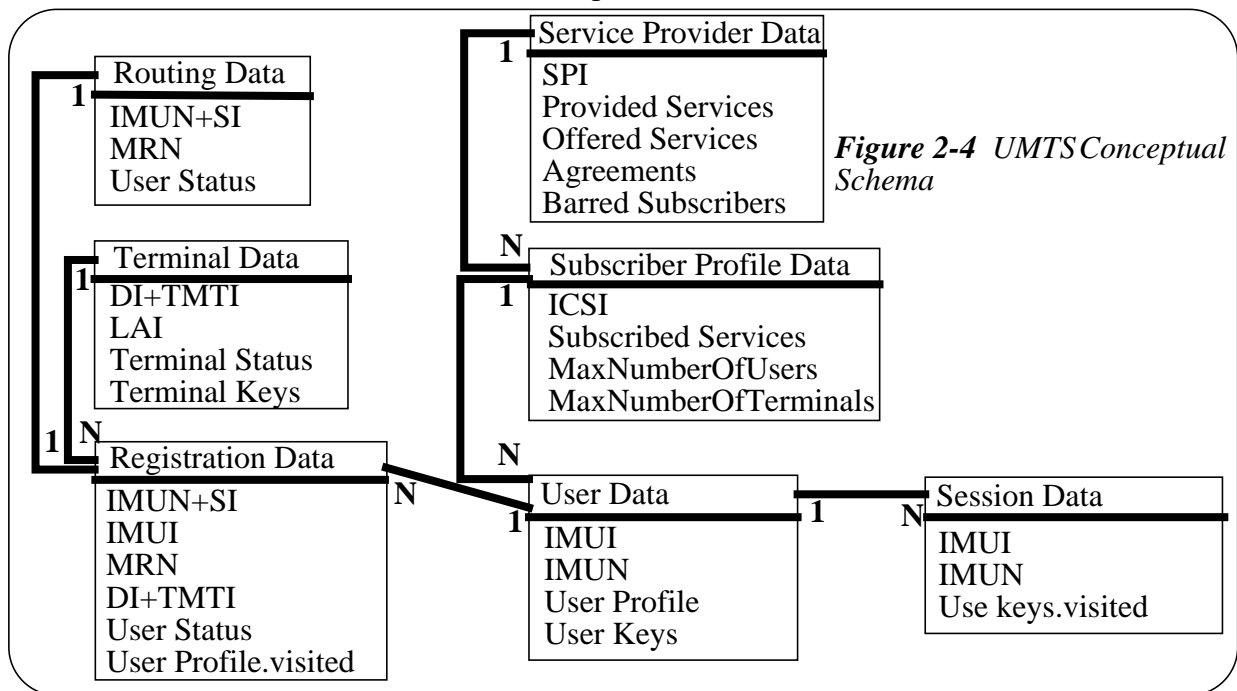 Service Provider Data
1
SPI
Provided Services
Offered Services
Agreements
Barred Subscribers
Routing Data
1
IMUN+SI
MRN
User Status
Figure 2-4 UMTS Conceptual
Schema
Terminal Data
1
DI+TMTI
LAI
Terminal Status
Terminal Keys
N
Subscriber Profile Data
1
ICSI
Subscribed Services
MaxNumberOfUsers
MaxNumberOfTerminals
1
N
Registration Data
N
IMUN+SI
IMUI
MRN
DI+TMTI
User Status
User Profile.visited
N
User Data
1
1
IMUI
IMUN
User Profile
User Keys
Session Data
N
IMUI
IMUN
Use keys.visited